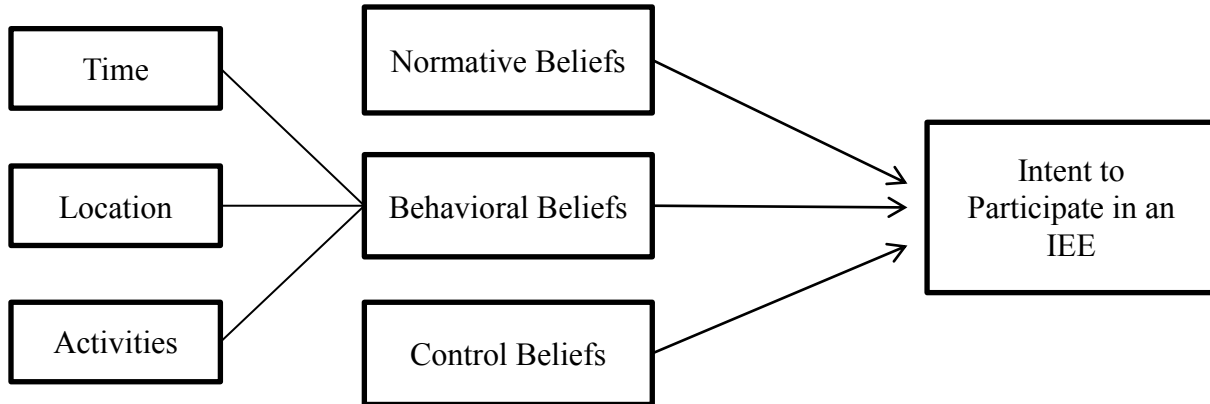 Time
Location
Activities
Normative Beliefs
Behavioral Beliefs
Control Beliefs
Intent to
Participate in an
IEE